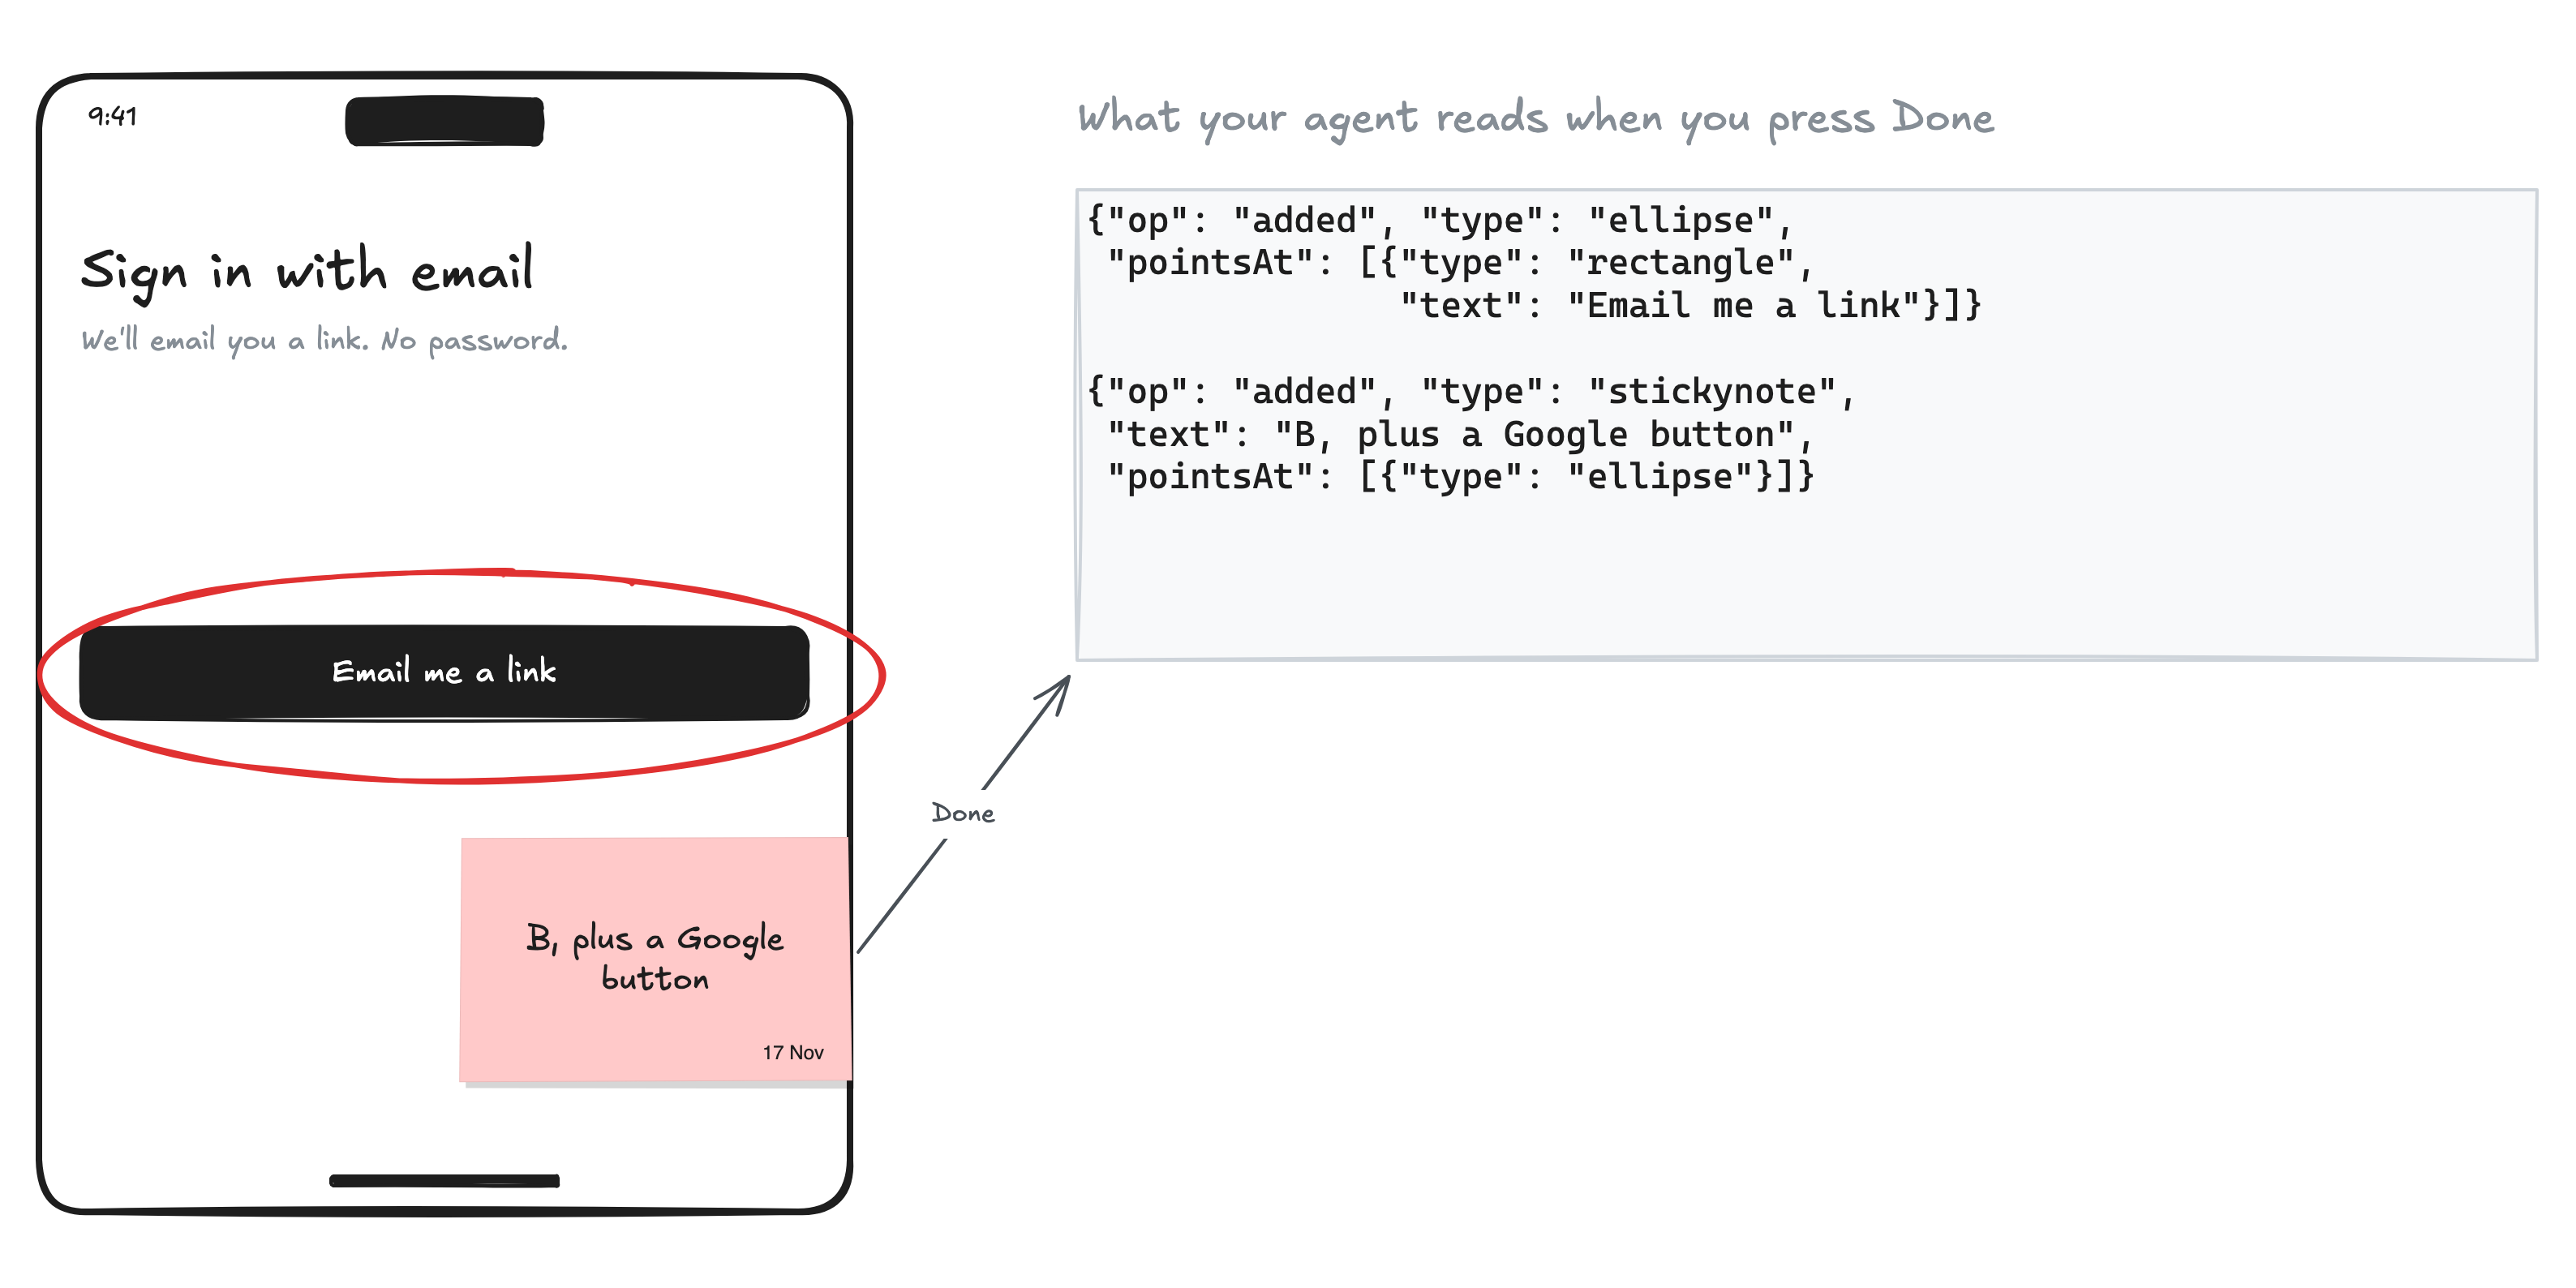 9:41
Sign in with email
We'll email you a link. No password.
Email me a link
B, plus a Google
button
17 Nov
Done
What your agent reads when you press Done
{"op": "added", "type": "ellipse",
 "pointsAt": [{"type": "rectangle",
               "text": "Email me a link"}]}

{"op": "added", "type": "stickynote",
 "text": "B, plus a Google button",
 "pointsAt": [{"type": "ellipse"}]}